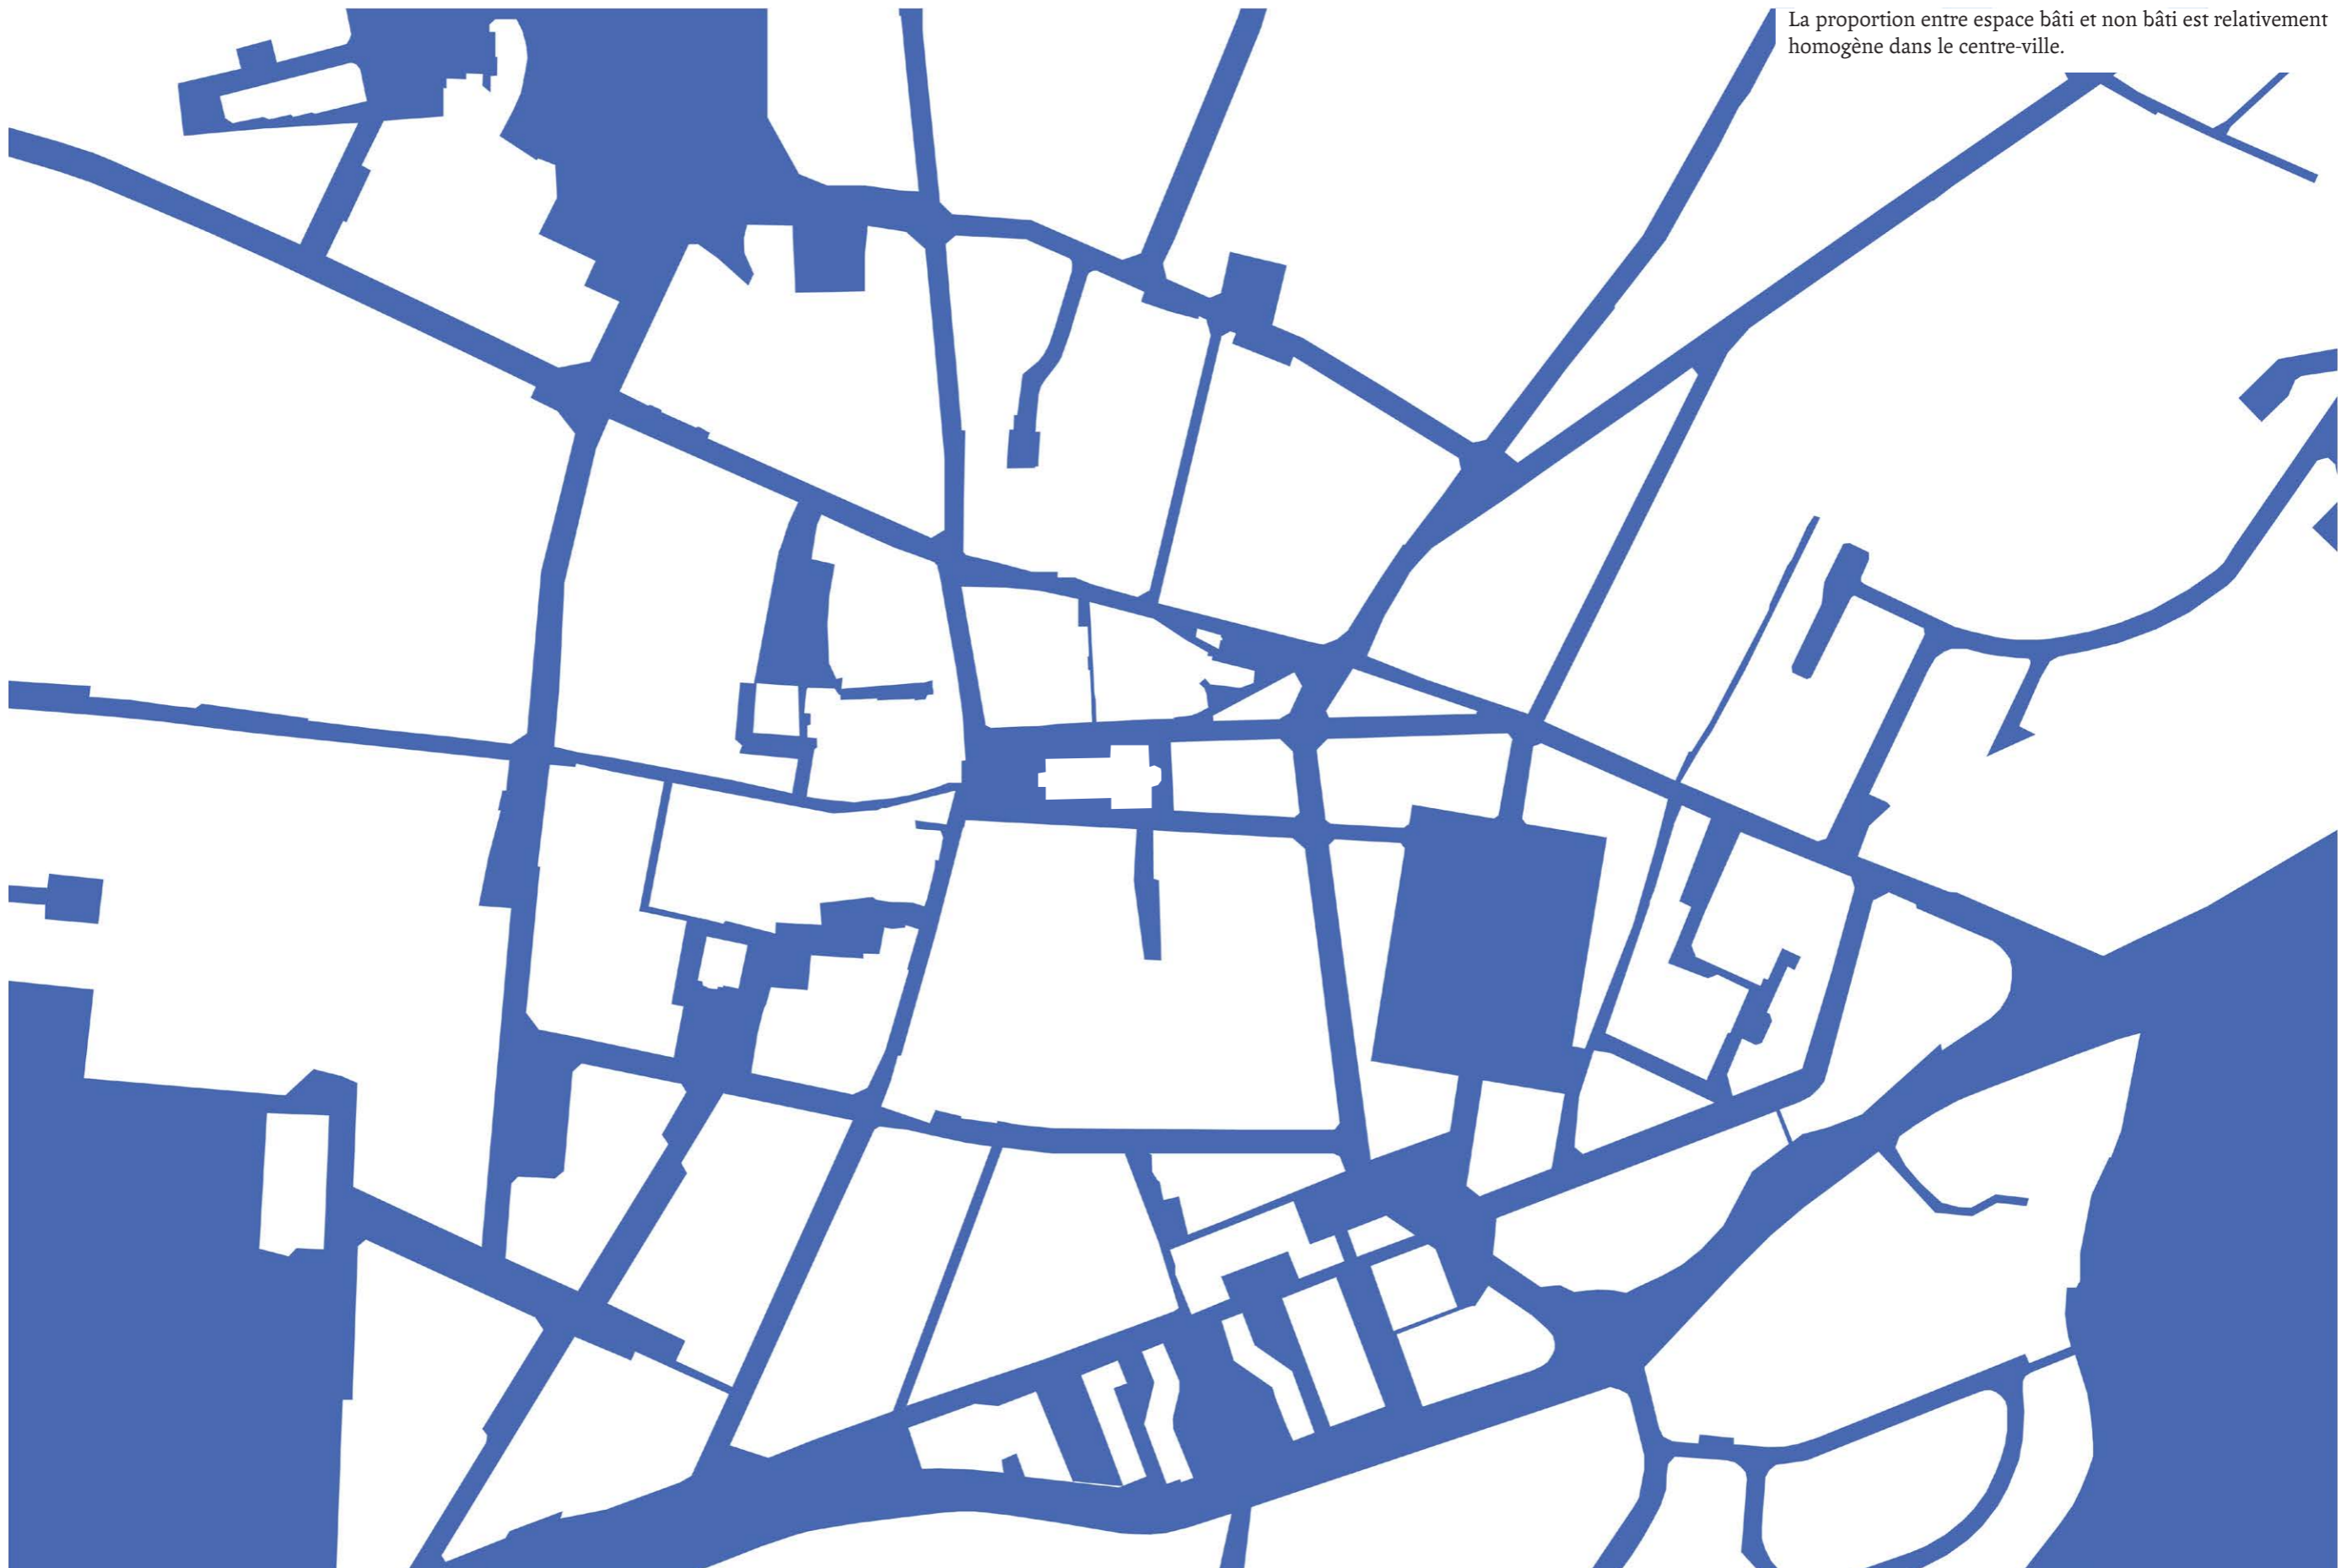 La proportion entre espace bâti et non bâti est relativement
homogène dans le centre-ville.